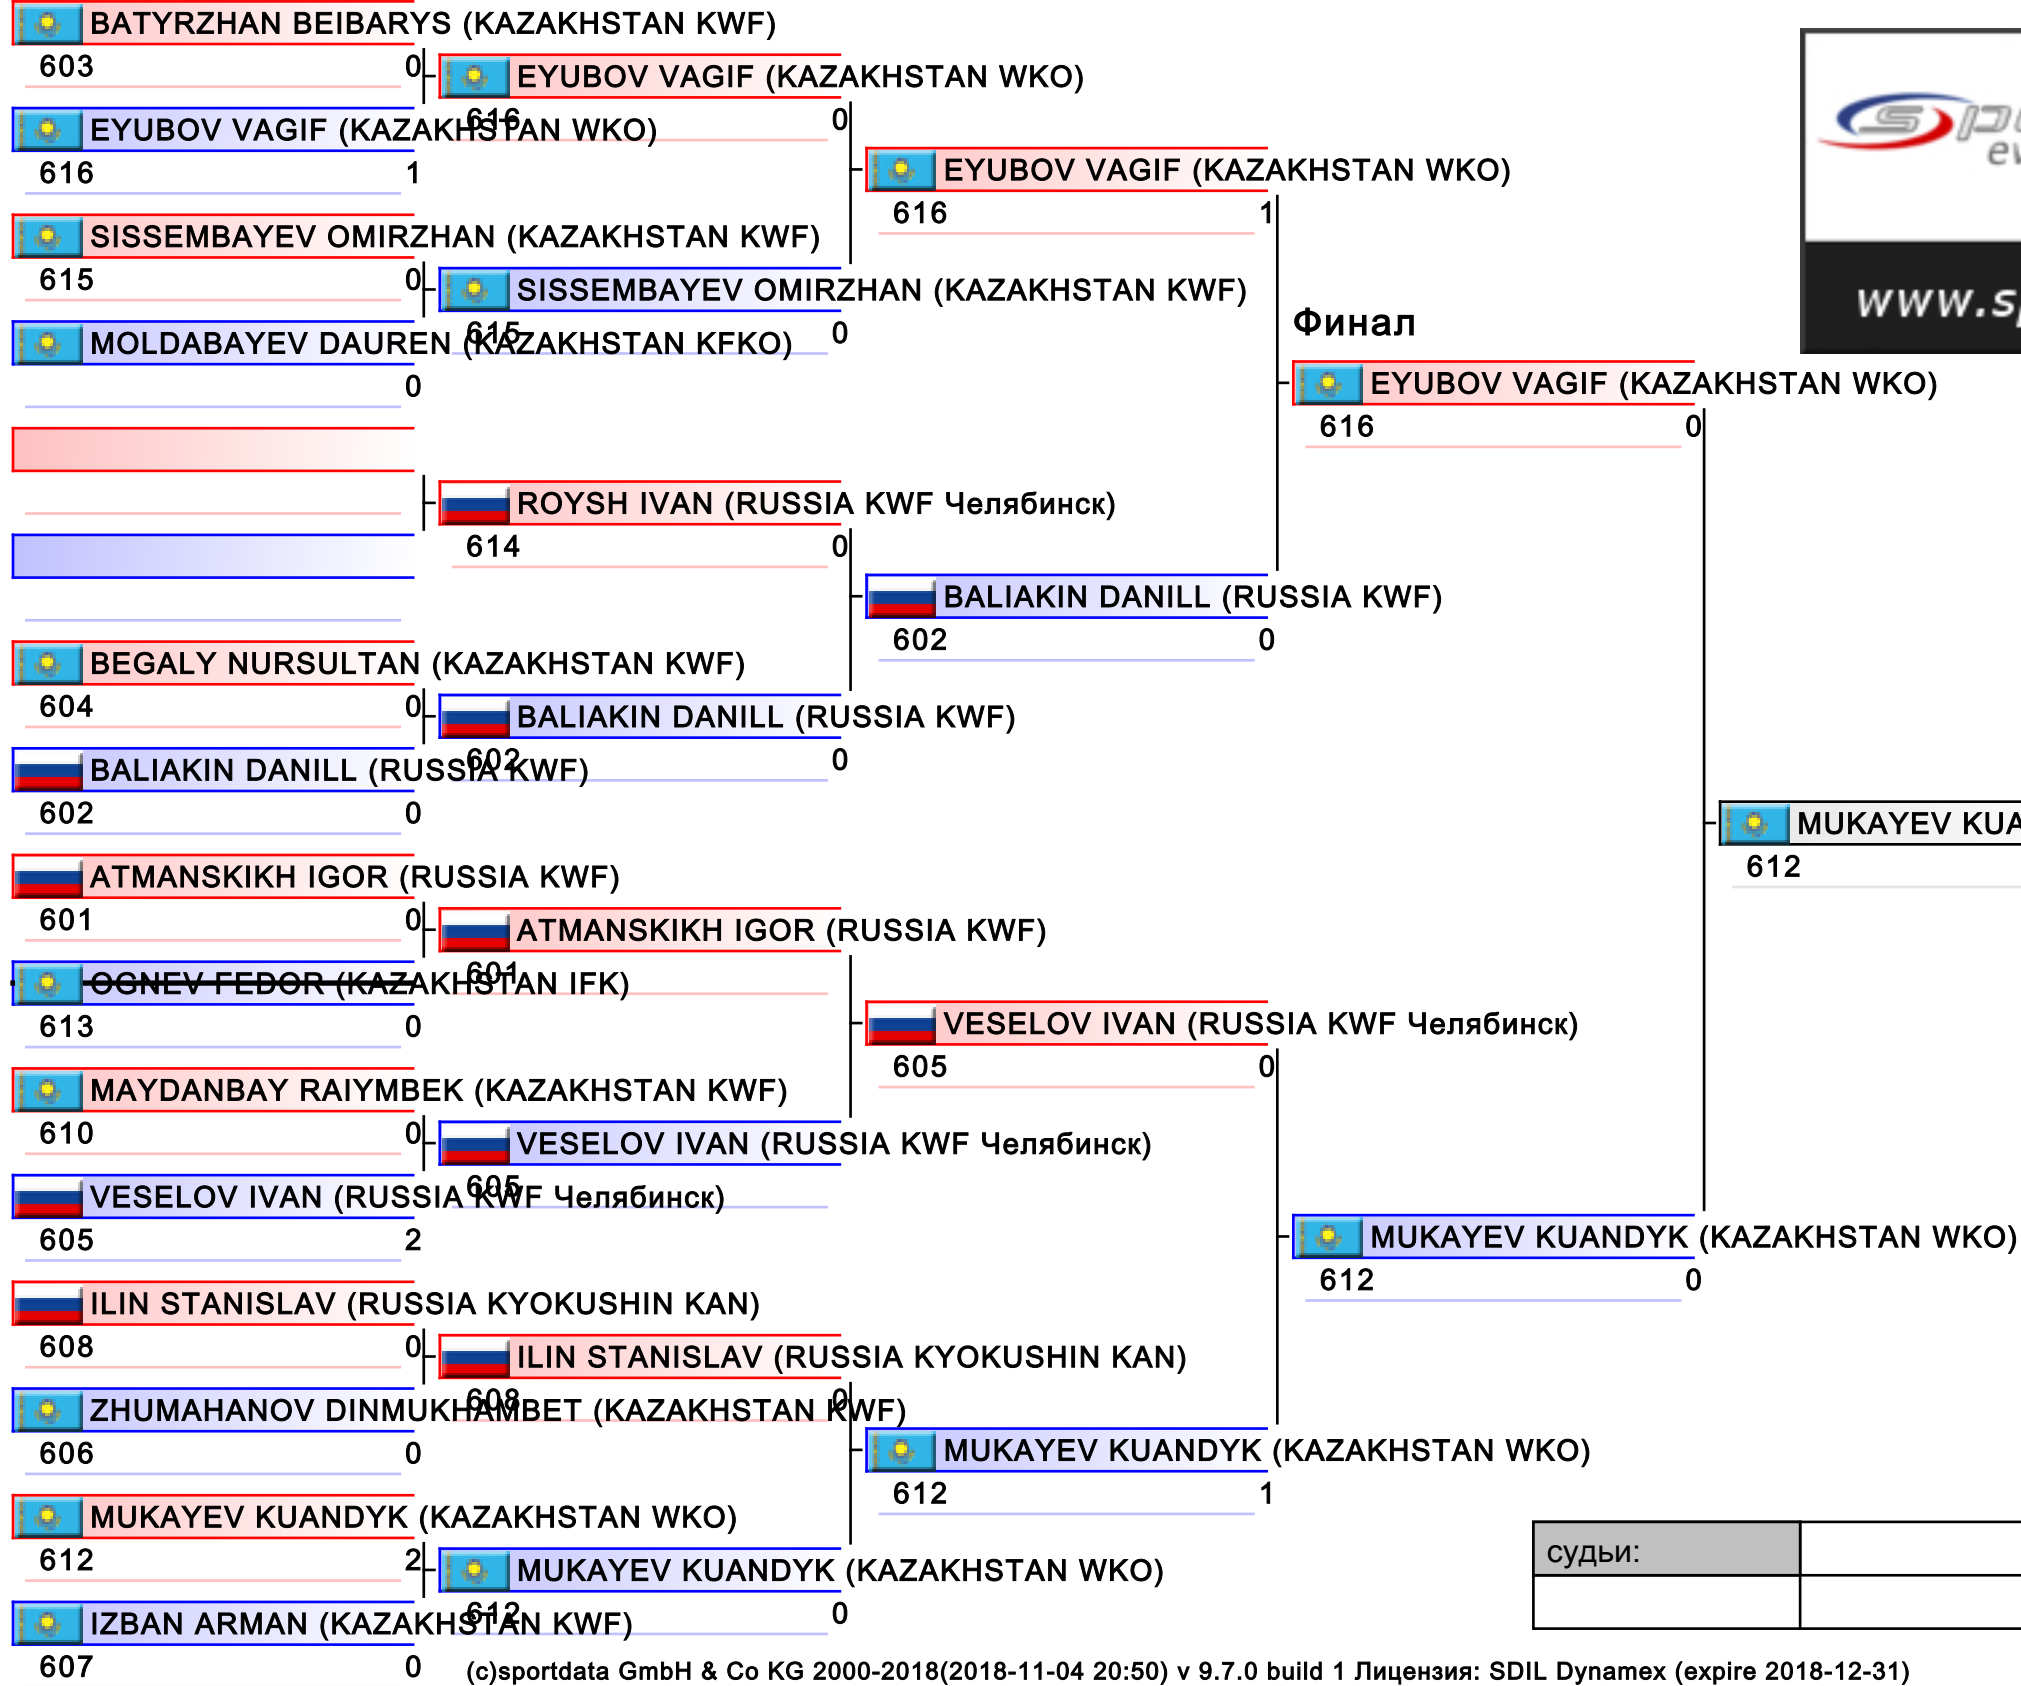 BATYRZHAN BEIBARYS (KAZAKHSTAN KWF)
603 0
EYUBOV VAGIF (KAZAKHSTAN WKO)
616 1
SISSEMBAYEV OMIRZHAN (KAZAKHSTAN KWF)
615 0
MOLDABAYEV DAUREN (KAZAKHSTAN KFKO)
0
BEGALY NURSULTAN (KAZAKHSTAN KWF)
604 0
BALIAKIN DANILL (RUSSIA KWF)
602 0
ATMANSKIKH IGOR (RUSSIA KWF)
601 0
OGNEV FEDOR (KAZAKHSTAN IFK)
613 0
MAYDANBAY RAIYMBEK (KAZAKHSTAN KWF)
610 0
VESELOV IVAN (RUSSIA KWF Челябинск)
605 2
ILIN STANISLAV (RUSSIA KYOKUSHIN KAN)
608 0
ZHUMAHANOV DINMUKHAMBET (KAZAKHSTAN KWF)
606 0
MUKAYEV KUANDYK (KAZAKHSTAN WKO)
612 2
IZBAN ARMAN (KAZAKHSTAN KWF)
607 0
EYUBOV VAGIF (KAZAKHSTAN WKO)
616 0
SISSEMBAYEV OMIRZHAN (KAZAKHSTAN KWF)
615 0
ROYSH IVAN (RUSSIA KWF Челябинск)
614 0
BALIAKIN DANILL (RUSSIA KWF)
602 0
ATMANSKIKH IGOR (RUSSIA KWF)
601
VESELOV IVAN (RUSSIA KWF Челябинск)
605
ILIN STANISLAV (RUSSIA KYOKUSHIN KAN)
608 0
MUKAYEV KUANDYK (KAZAKHSTAN WKO)
612 0
EYUBOV VAGIF (KAZAKHSTAN WKO)
616 1
BALIAKIN DANILL (RUSSIA KWF)
602 0
VESELOV IVAN (RUSSIA KWF Челябинск)
605 0
MUKAYEV KUANDYK (KAZAKHSTAN WKO)
612 1
Финал
EYUBOV VAGIF (KAZAKHSTAN WKO)
616 0
MUKAYEV KUANDYK (KAZAKHSTAN WKO)
612 0
MUKAYEV KUA
612
www.s
судьи:
(c)sportdata GmbH & Co KG 2000-2018(2018-11-04 20:50) v 9.7.0 build 1 Лицензия: SDIL Dynamex (expire 2018-12-31)